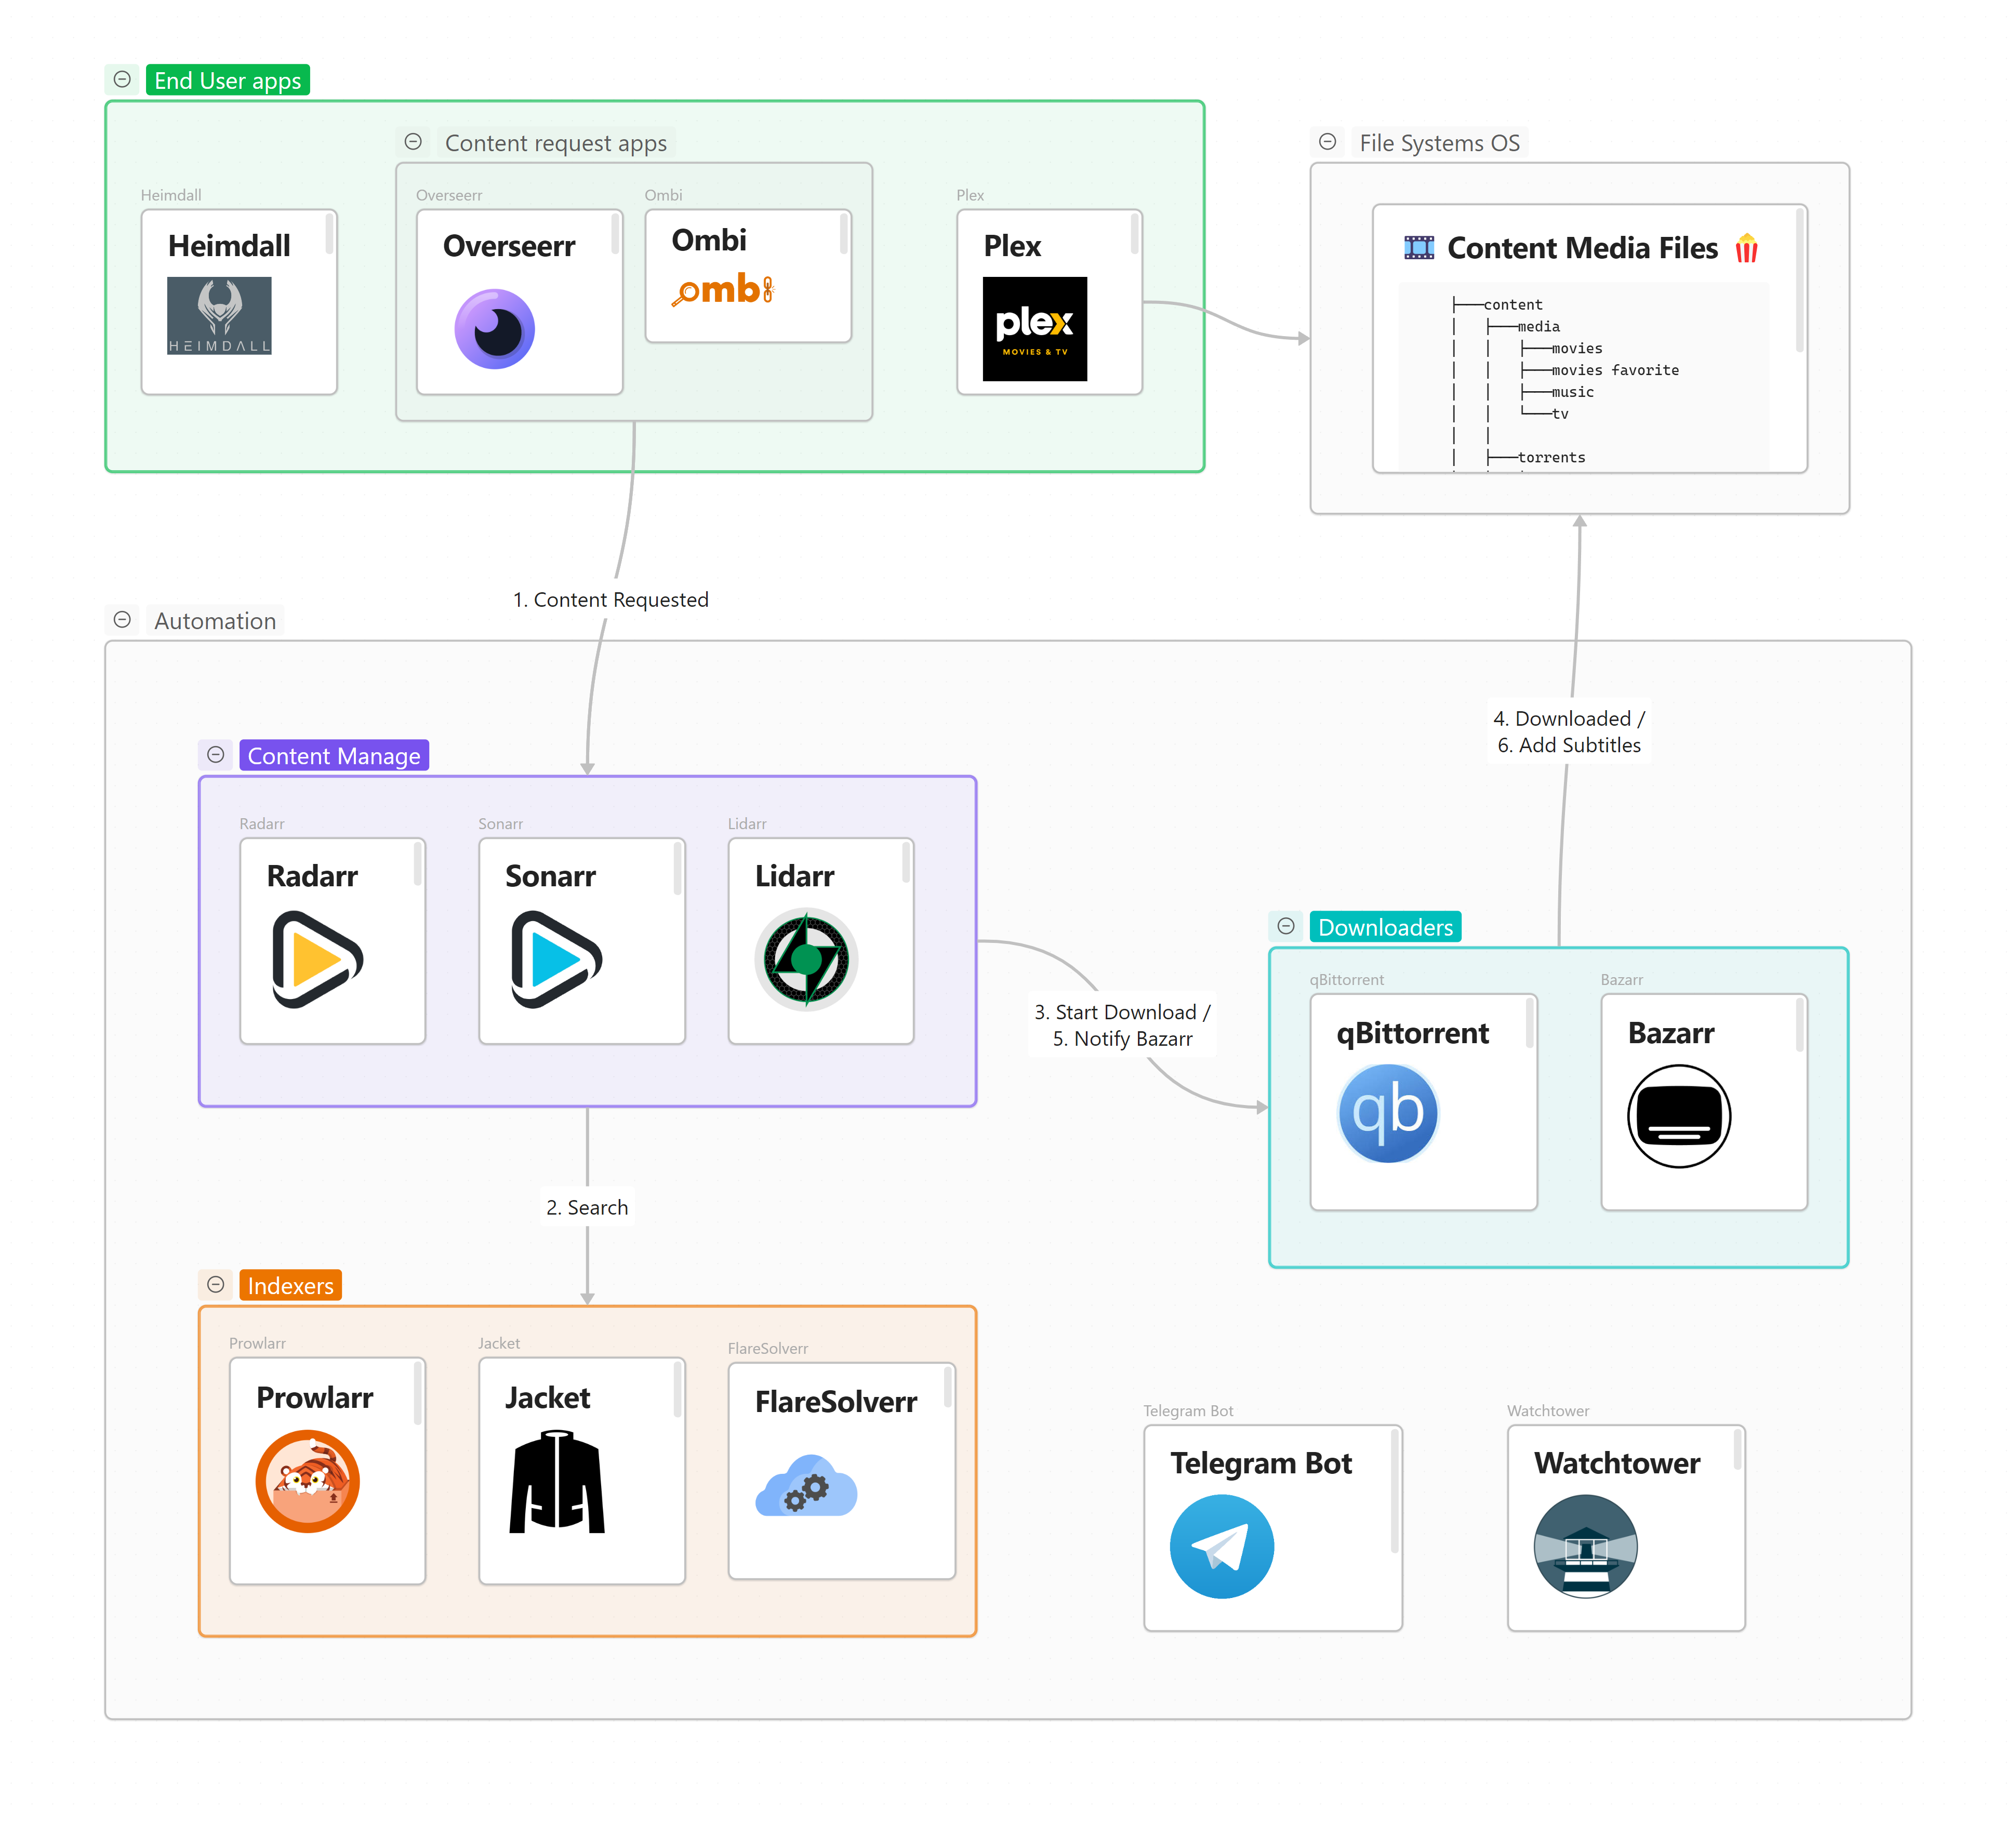 End User apps
Content request apps
File Systems OS
Heimdall
Overseerr
Ombi
Plex
Heimdall
HEIMDALL
Overseerr
Ombi
ombi
Plex
plex
MOVIES & TV
Content Media Files
├───content
│   ├───media
│   │   ├───movies
│   │   ├───movies favorite
│   │   ├───music
│   │   └───tv
│   │
│   ├───torrents
1. Content Requested
Automation
4. Downloaded /
6. Add Subtitles
Content Manage
Radarr
Sonarr
Lidarr
Radarr
Sonarr
Lidarr
3. Start Download /
5. Notify Bazarr
Downloaders
qBittorrent
Bazarr
qBittorrent
qb
Bazarr
2. Search
Indexers
Prowlarr
Jacket
FlareSolverr
Prowlarr
Jacket
FlareSolverr
Telegram Bot
Watchtower
Telegram Bot
Watchtower